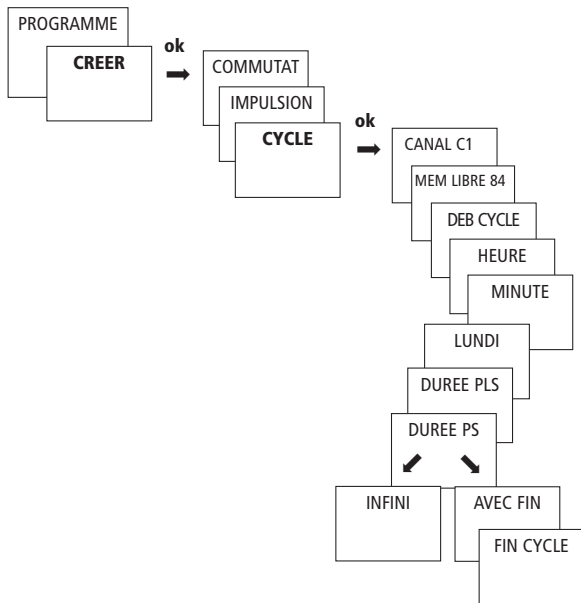 PROGRAMME
CREER
ok
COMMUTAT
IMPULSION
CYCLE
ok
CANAL C1
MEM LIBRE 84
DEB CYCLE
HEURE
MINUTE
LUNDI
DUREE PLS
DUREE PS
INFINI
AVEC FIN
FIN CYCLE